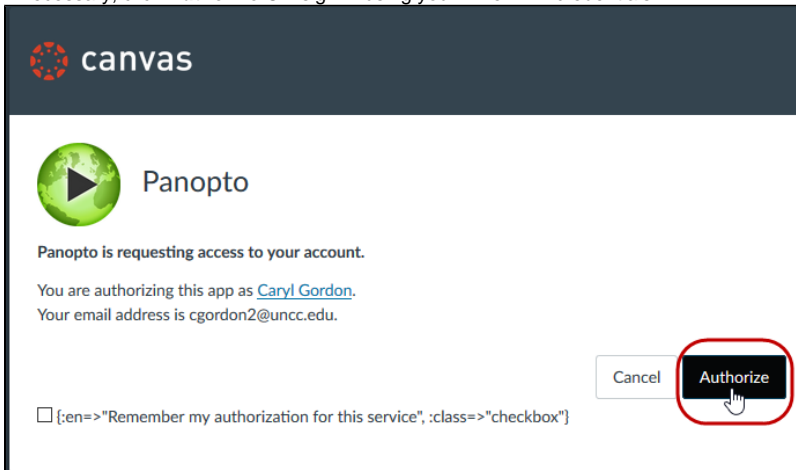 canvas
Panopto
Panopto is requesting access to your account.
You are authorizing this app as Caryl Gordon.
Your email address is cgordon2@uncc.edu.
Cancel Authorize
{:en=>"Remember my authorization for this service", :class=>"checkbox"}